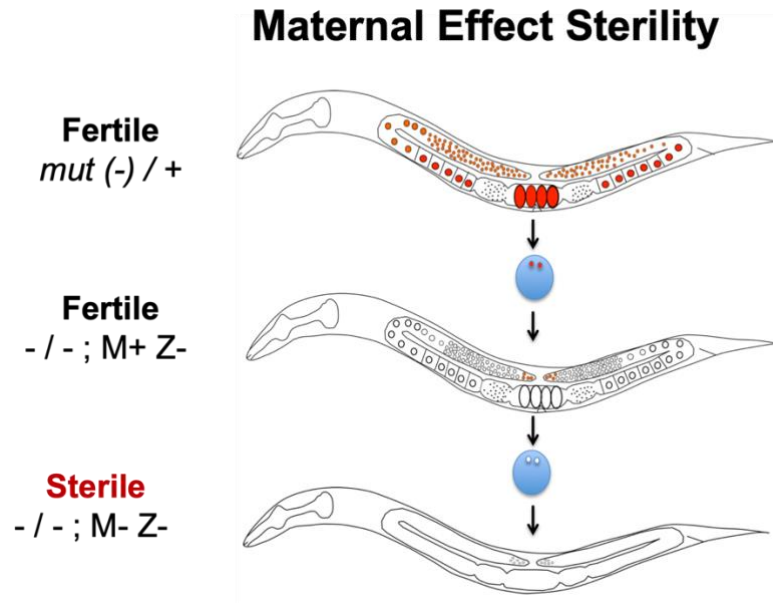 Maternal Effect Sterility
Fertile
mut (-) / +
Fertile
- / - ; M+ Z-
Sterile
- / - ; M- Z-